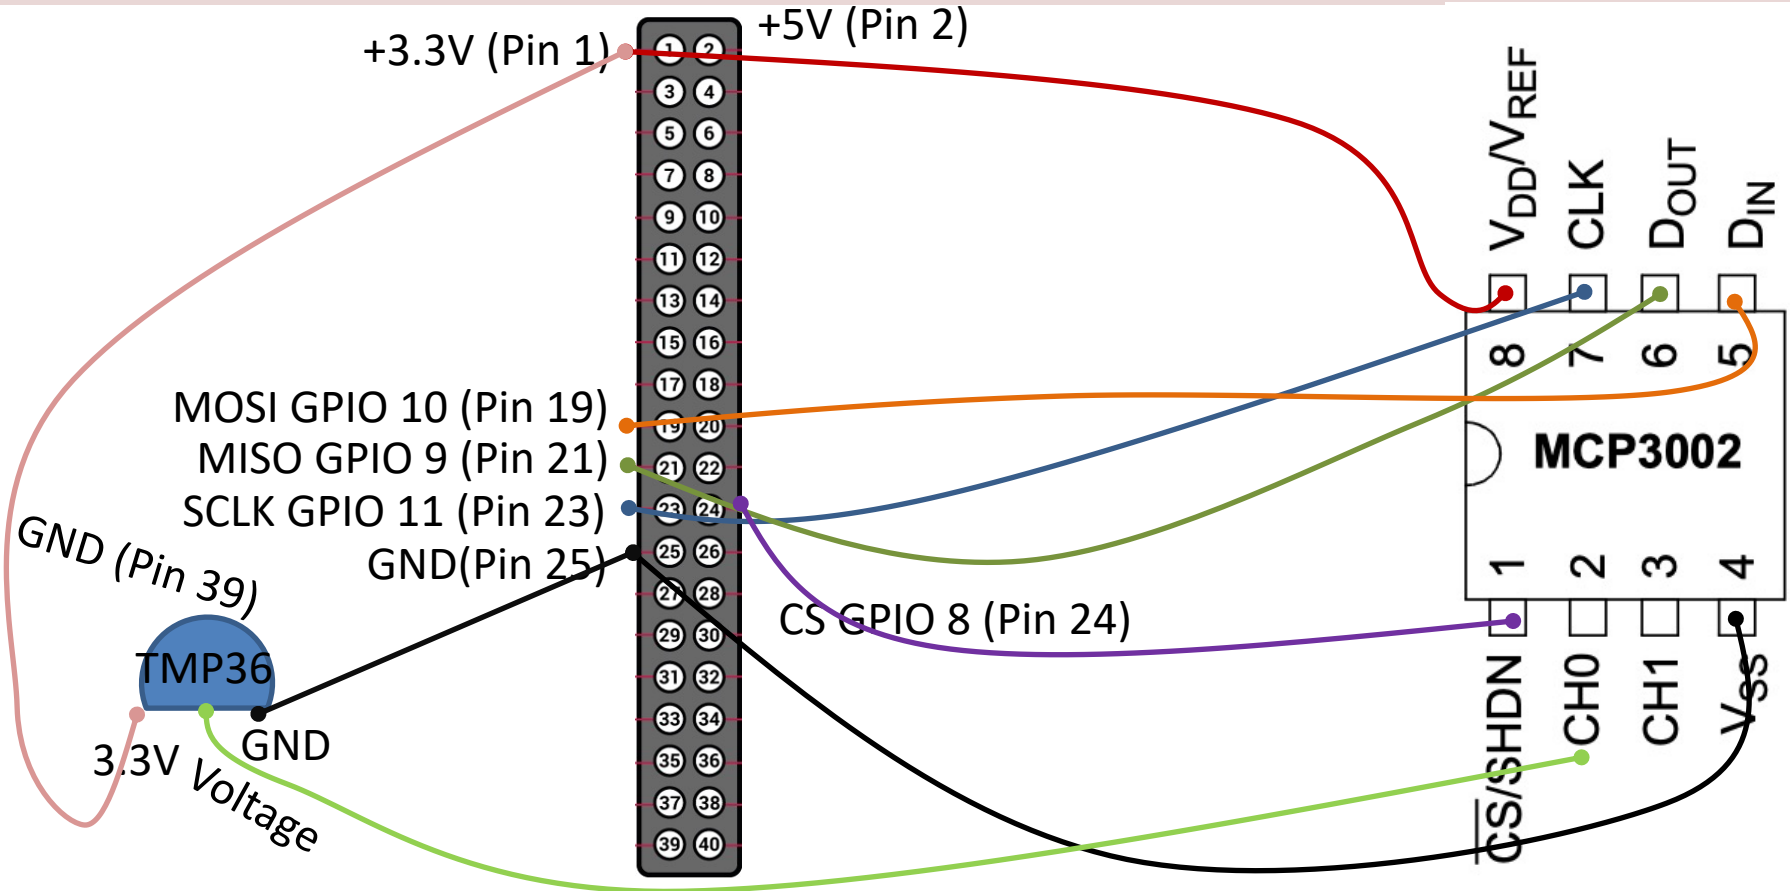 +5V (Pin 2)
+3.3V (Pin 1)
1 2
3 4
5 6
7 8
9 10
11 12
13 14
15 16
17 18
19 20
21 22
23 24
25 26
27 28
29 30
31 32
33 34
35 36
37 38
39 40
MOSI GPIO 10 (Pin 19)
MISO GPIO 9 (Pin 21)
SCLK GPIO 11 (Pin 23)
GND(Pin 25)
GND (Pin 39)
TMP36
3.3V
Voltage
GND
CS GPIO 8 (Pin 24)
VDD/VREF
CLK
DOUT
DIN
8 7 6 5
MCP3002
1 2 3 4
CS/SHDN
CH0
CH1
VSS